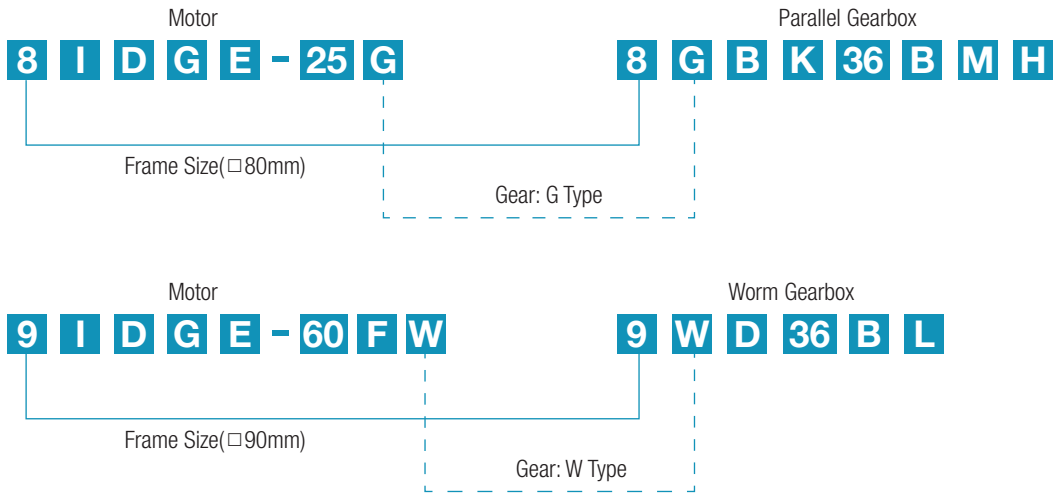 Motor Parallel Gearbox
8 I D G E - 25 G 8 G B K 36 B M H
Frame Size(□80mm)
Gear: G Type
Motor Worm Gearbox
9 I D G E - 60 F W 9 W D 36 B L
Frame Size(□90mm)
Gear: W Type